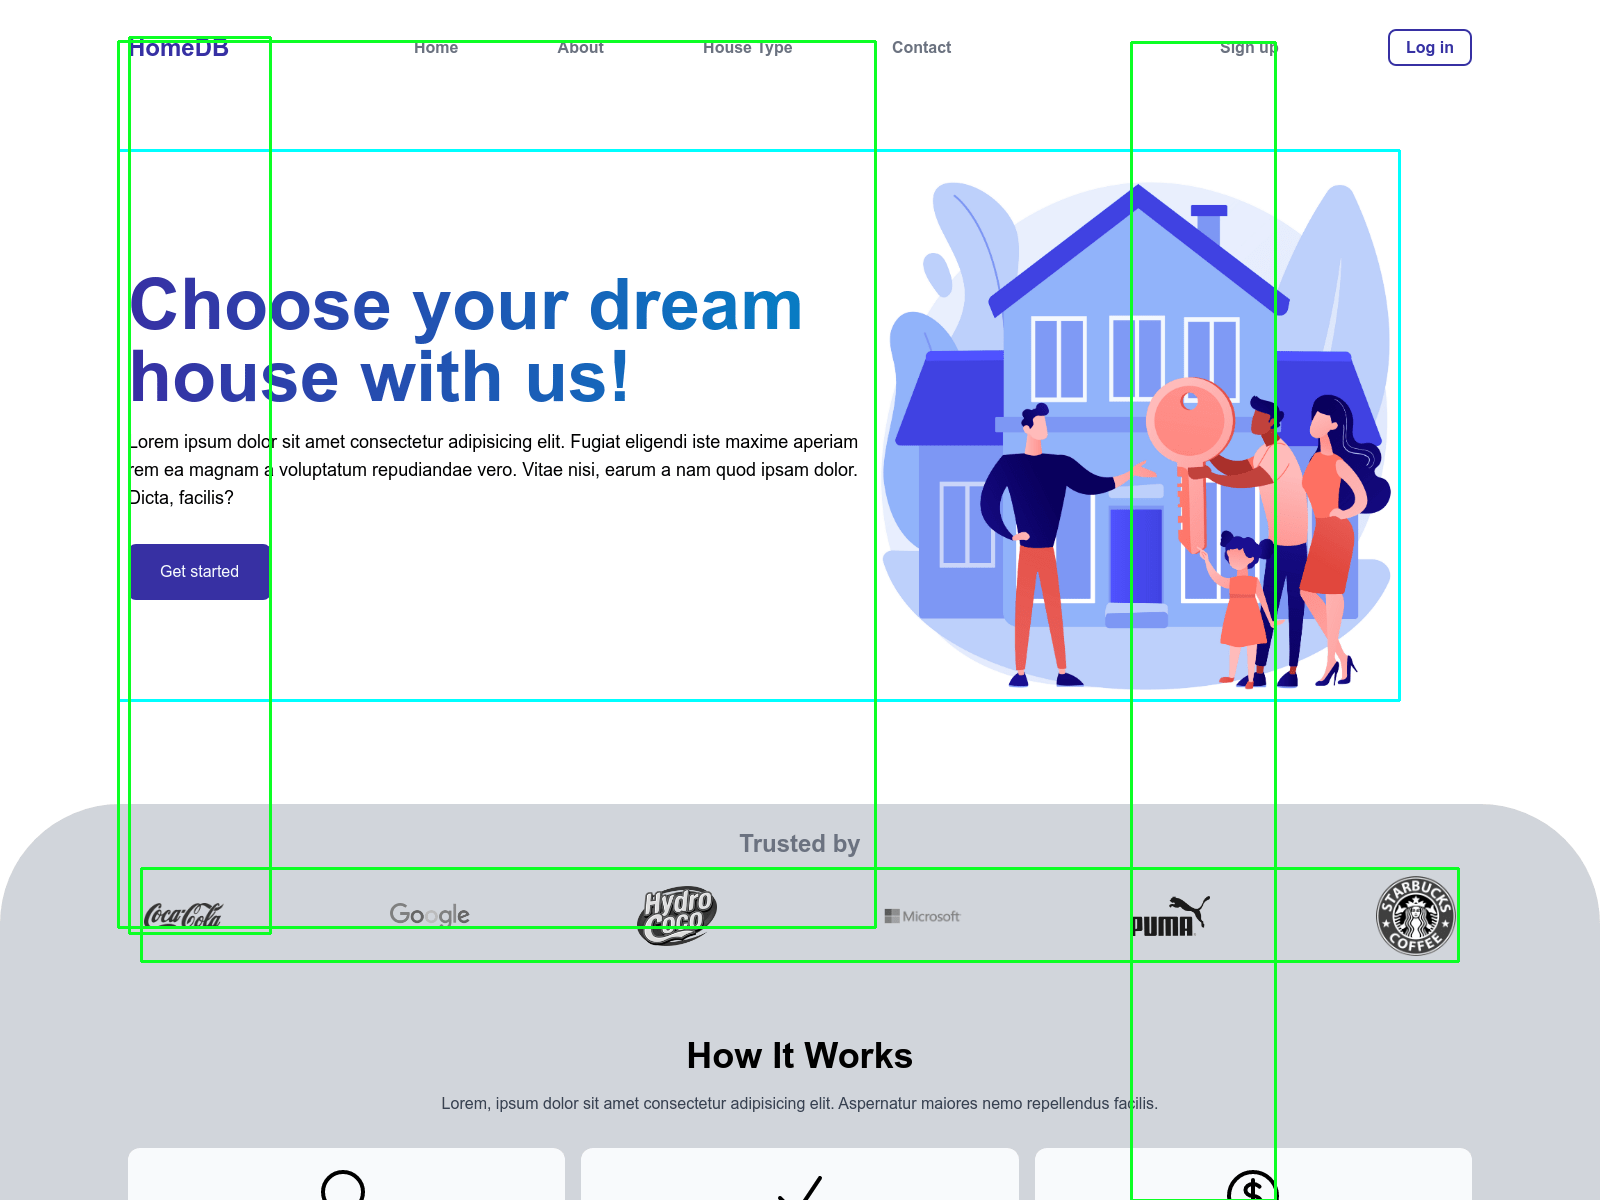 HomeDB
Home
About
House Type
Contact
Sign up
Log in
Choose your dream
house with us!
Lorem ipsum dolor sit amet consectetur adipisicing elit. Fugiat eligendi iste maxime aperiam
rem ea magnam a voluptatum repudiandae vero. Vitae nisi, earum a nam quod ipsam dolor.
Dicta, facilis?
Get started
Trusted by
Coca-Cola
Google
Hydro
Coco
Microsoft
PUMA
STARBUCKS
COFFEE
How It Works
Lorem, ipsum dolor sit amet consectetur adipisicing elit. Aspernatur maiores nemo repellendus facilis.